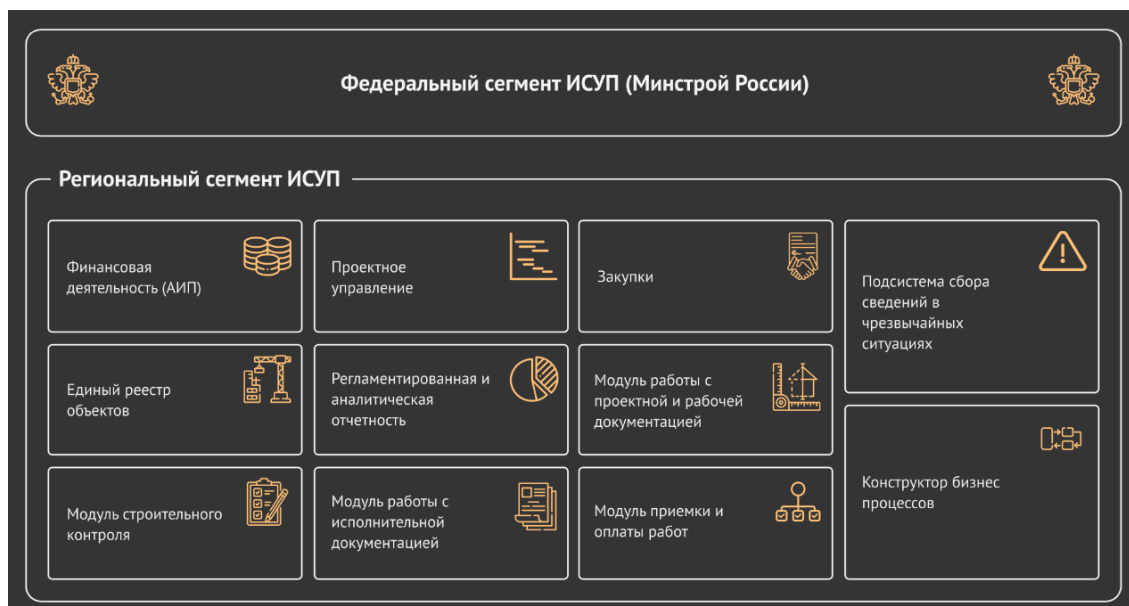 Федеральный сегмент ИСУП (Минстрой России)
Региональный сегмент ИСУП
Финансовая
деятельность (АИП)
Проектное
управление
Закупки
Подсистема сбора
сведений в
чрезвычайных
ситуациях
Единый реестр
объектов
Регламентированная и
аналитическая
отчетность
Модуль работы с
проектной и рабочей
документацией
Конструктор бизнес
процессов
Модуль строительного
контроля
Модуль работы с
исполнительной
документацией
Модуль приемки и
оплаты работ